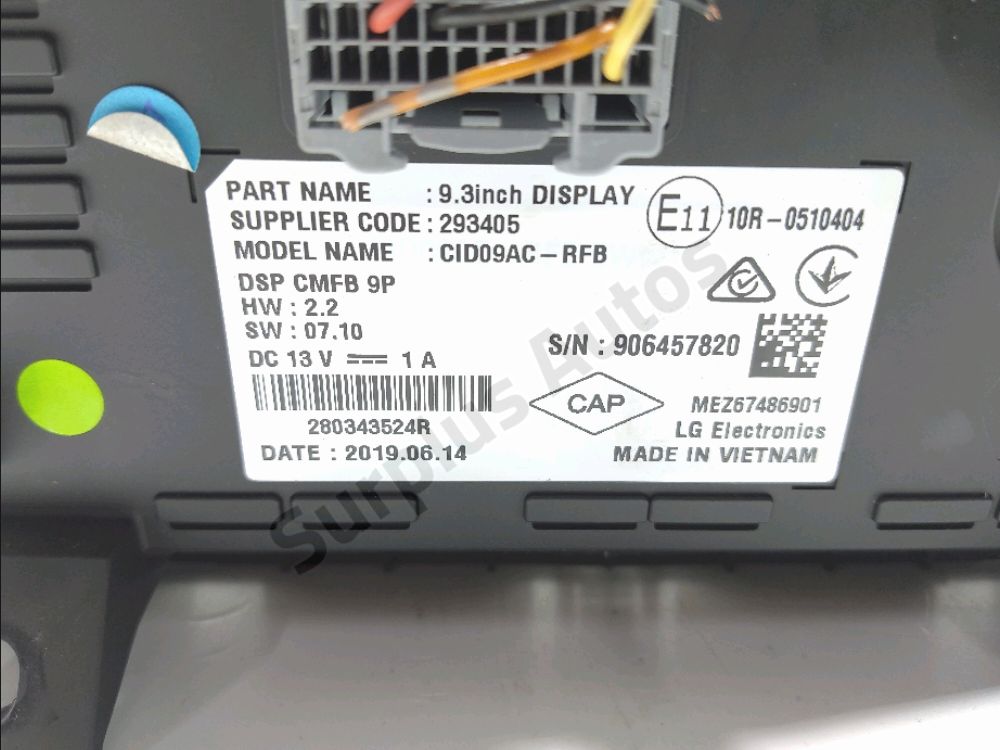 PART NAME : 9.3inch DISPLAY
SUPPLIER CODE : 293405
MODEL NAME : CID09AC-RFB
DSP CMFB 9P
HW : 2.2
SW : 07.10
DC 13 V ⎓ 1 A
280343524R
DATE : 2019.06.14
E11 10R-0510404
S/N : 906457820
CAP
MEZ67486901
LG Electronics
MADE IN VIETNAM
Surplus Autos